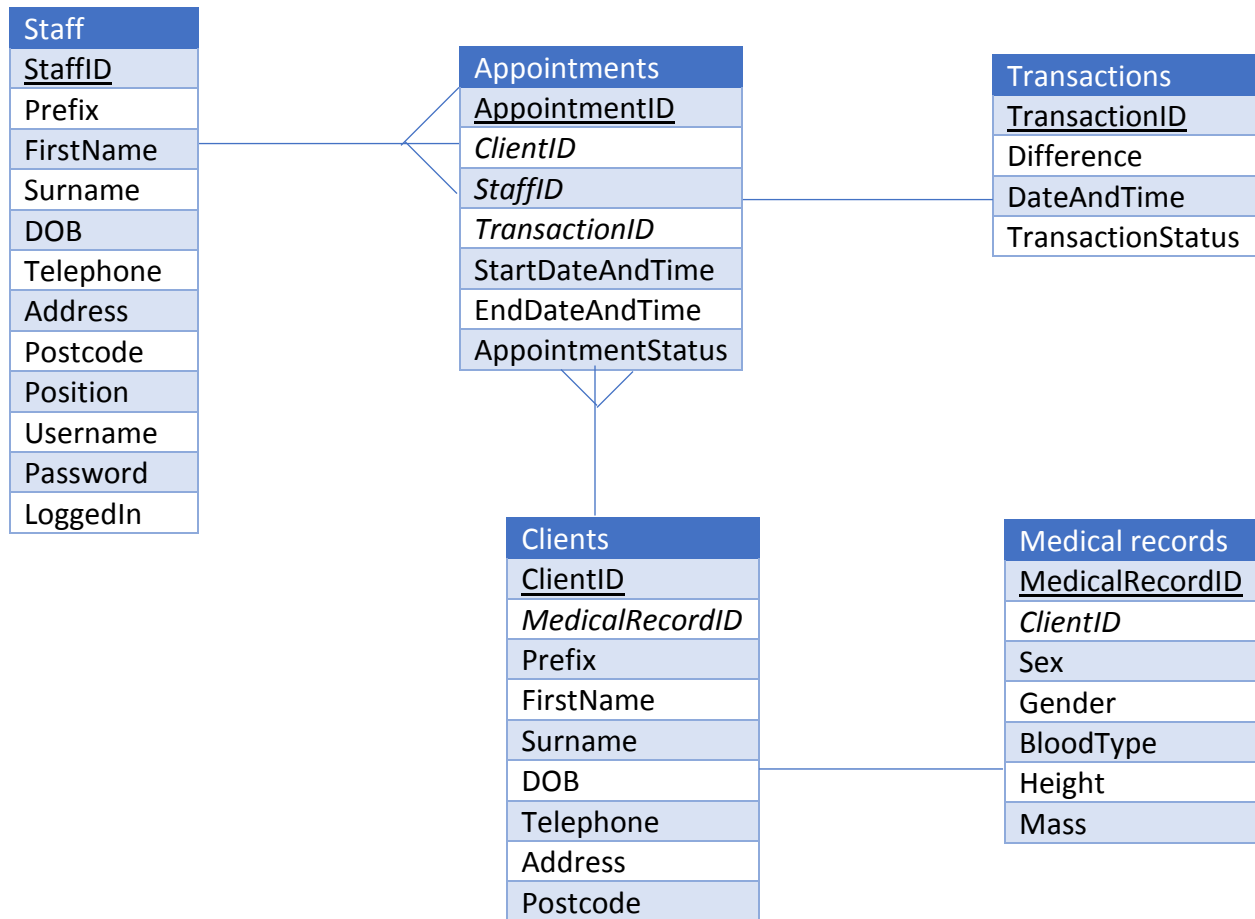 Staff
StaffID
Prefix
FirstName
Surname
DOB
Telephone
Address
Postcode
Position
Username
Password
LoggedIn
Appointments
AppointmentID
ClientID
StaffID
TransactionID
StartDateAndTime
EndDateAndTime
AppointmentStatus
Transactions
TransactionID
Difference
DateAndTime
TransactionStatus
Clients
ClientID
MedicalRecordID
Prefix
FirstName
Surname
DOB
Telephone
Address
Postcode
Medical records
MedicalRecordID
ClientID
Sex
Gender
BloodType
Height
Mass